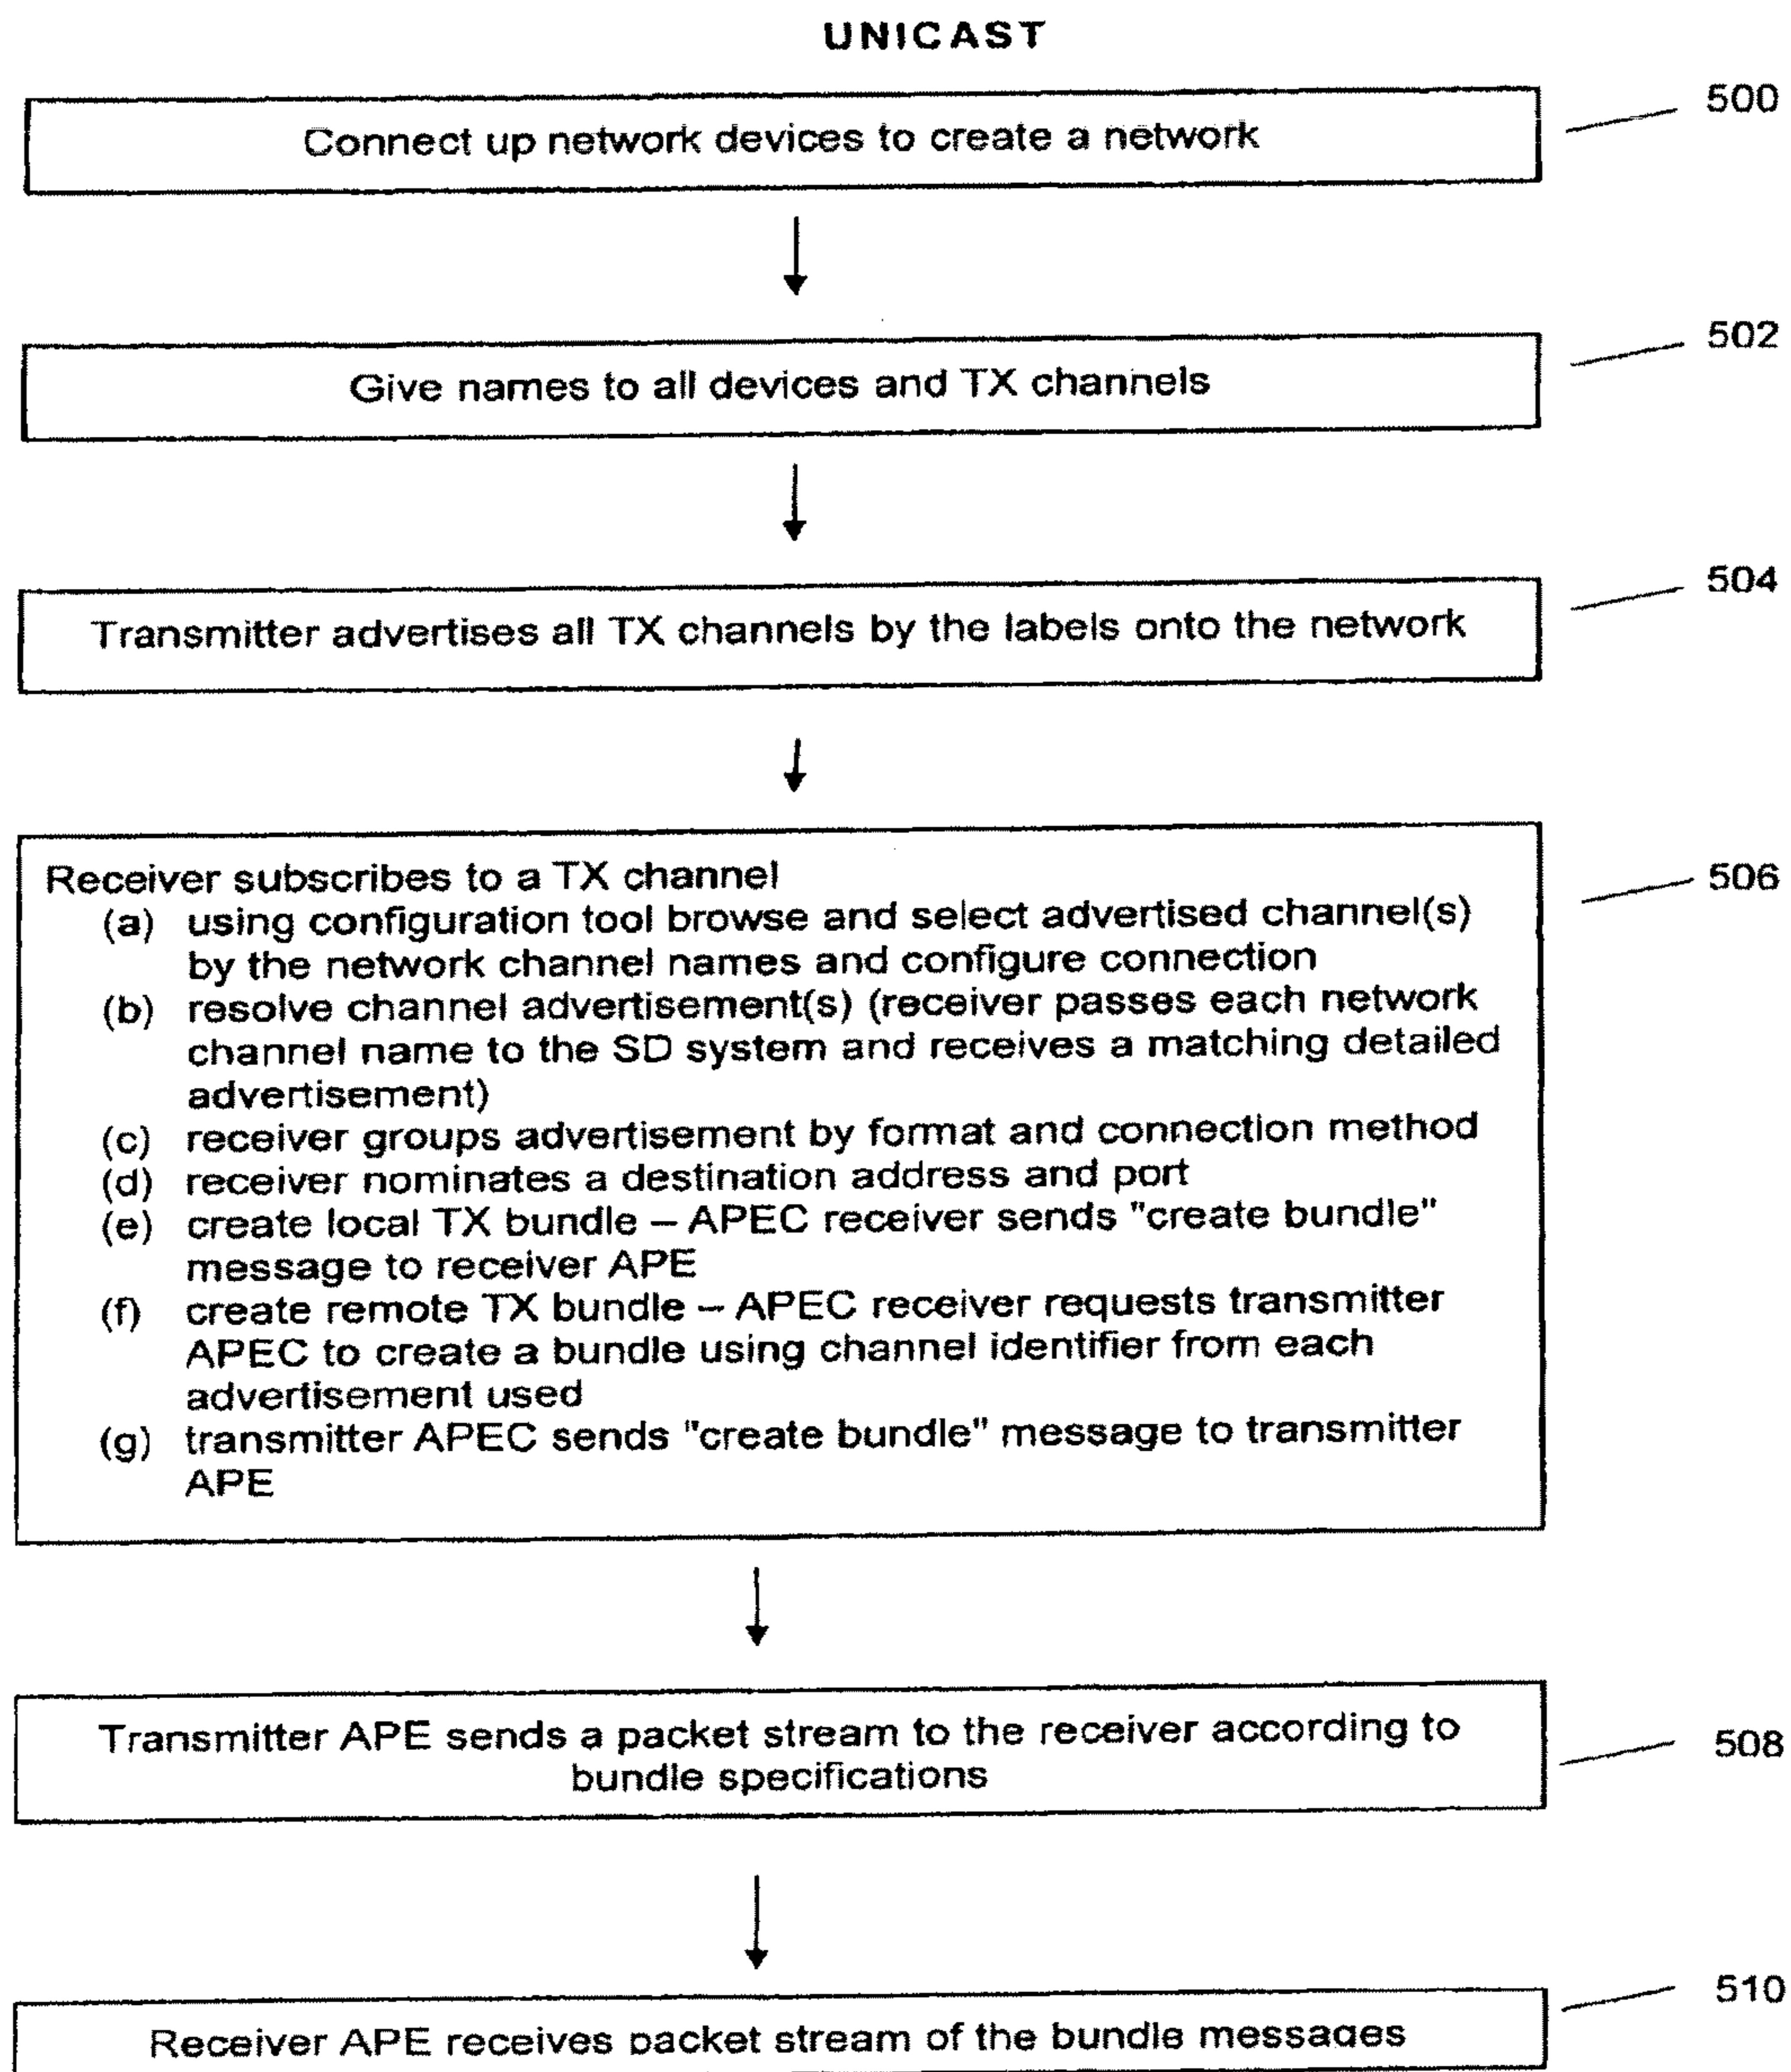 UNICAST
Connect up network devices to create a network
500
Give names to all devices and TX channels
502
Transmitter advertises all TX channels by the labels onto the network
504
Receiver subscribes to a TX channel
506
(a) using configuration tool browse and select advertised channel(s)
by the network channel names and configure connection
(b) resolve channel advertisement(s) (receiver passes each network
channel name to the SD system and receives a matching detailed
advertisement)
(c) receiver groups advertisement by format and connection method
(d) receiver nominates a destination address and port
(e) create local TX bundle – APEC receiver sends "create bundle"
message to receiver APE
(f) create remote TX bundle – APEC receiver requests transmitter
APEC to create a bundle using channel identifier from each
advertisement used
(g) transmitter APEC sends "create bundle" message to transmitter
APE
Transmitter APE sends a packet stream to the receiver according to
bundle specifications
508
Receiver APE receives packet stream of the bundle messages
510